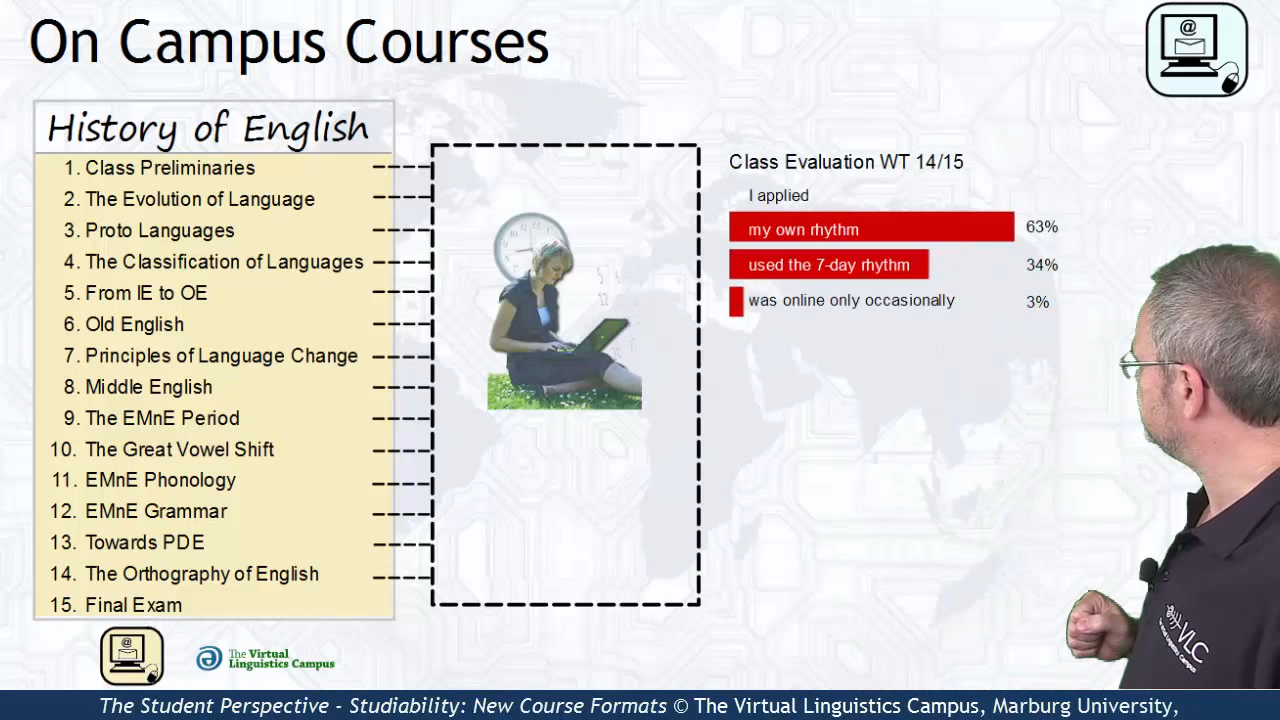 On Campus Courses
History of English
1. Class Preliminaries
2. The Evolution of Language
3. Proto Languages
4. The Classification of Languages
5. From IE to OE
6. Old English
7. Principles of Language Change
8. Middle English
9. The EMnE Period
10. The Great Vowel Shift
11. EMnE Phonology
12. EMnE Grammar
13. Towards PDE
14. The Orthography of English
15. Final Exam
@
The Virtual
Linguistics Campus
Class Evaluation WT 14/15
I applied
my own rhythm 63%
used the 7-day rhythm 34%
was online only occasionally 3%
@
VLC
The Virtual Linguistics Campus
The Student Perspective - Studiability: New Course Formats © The Virtual Linguistics Campus, Marburg University,